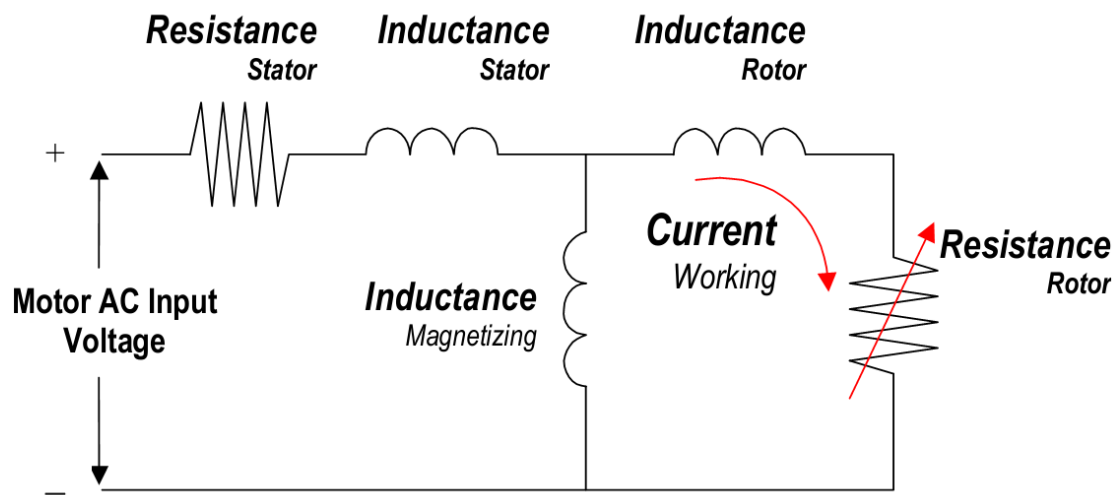 Resistance
Stator
Inductance
Stator
Inductance
Rotor
+
Current
Working
Resistance
Rotor
Motor AC Input
Voltage
Inductance
Magnetizing
–